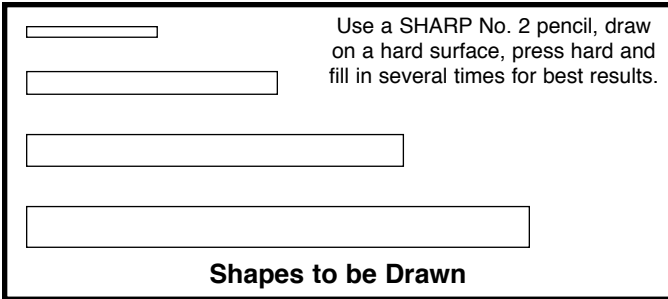 Use a SHARP No. 2 pencil, draw
on a hard surface, press hard and
fill in several times for best results.
Shapes to be Drawn